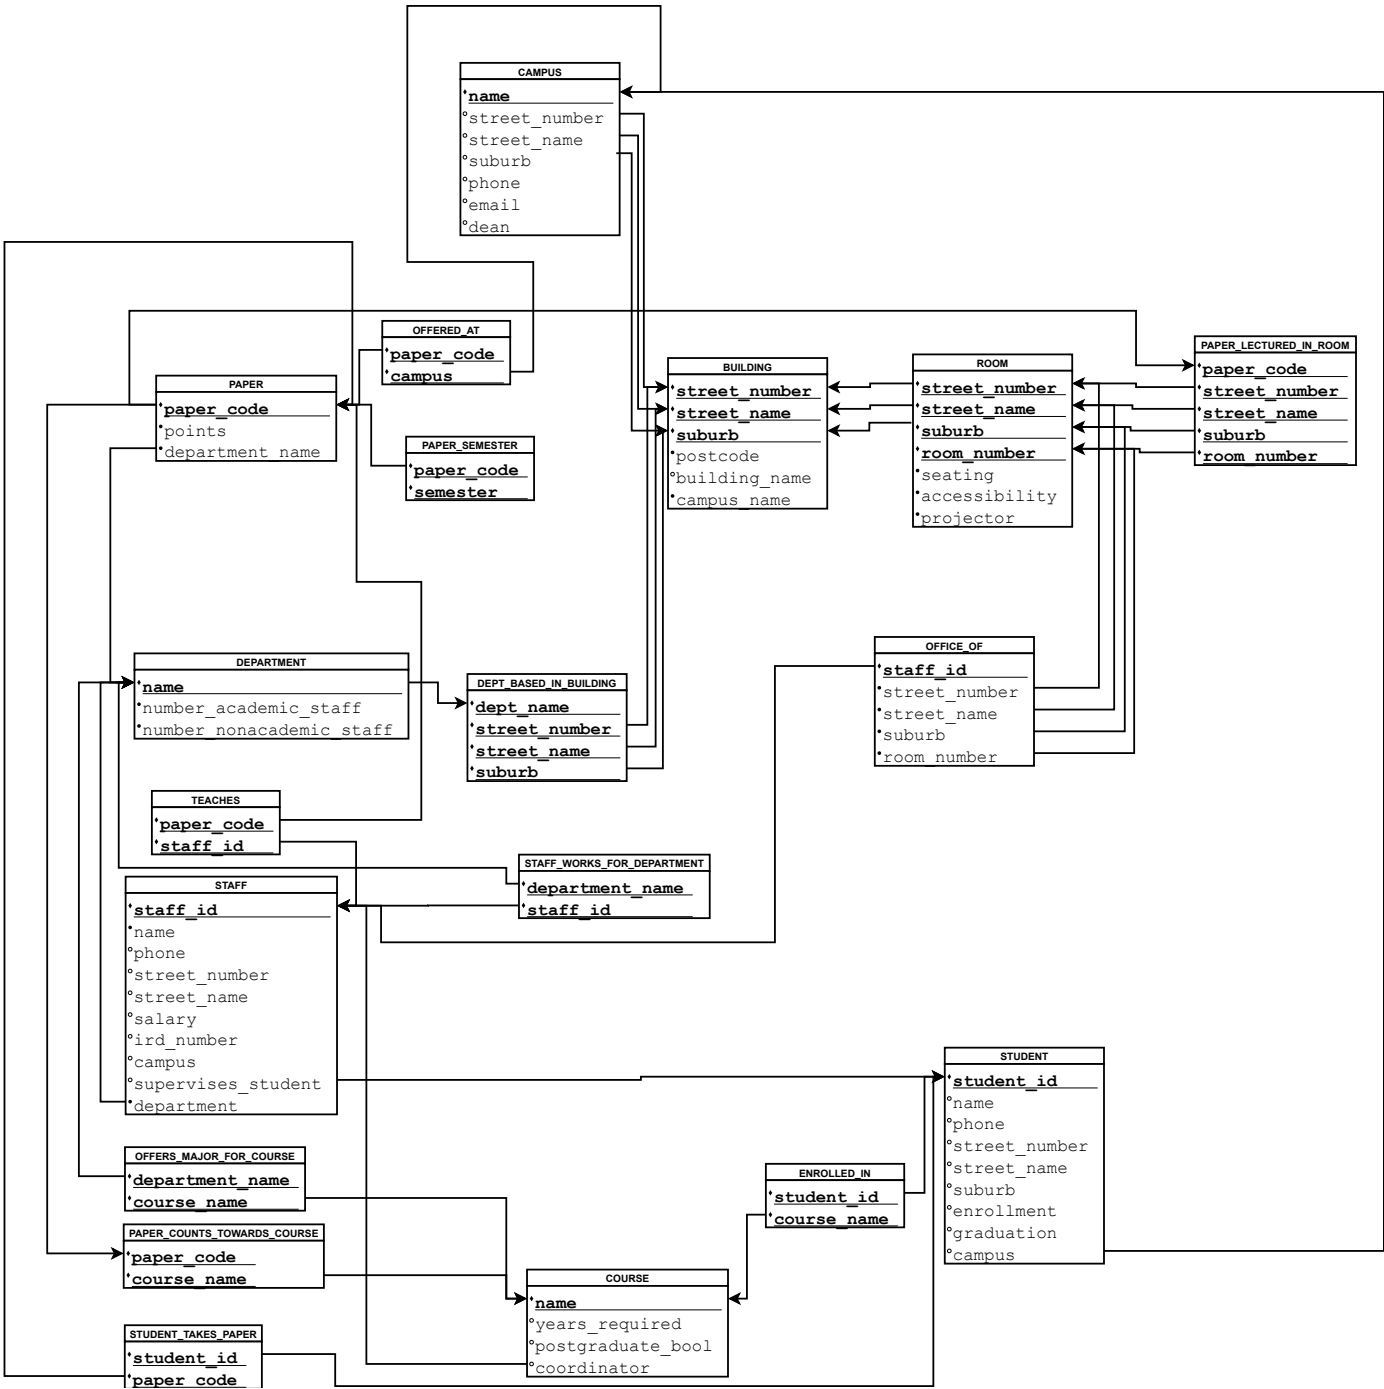 CAMPUS
name
street_number
street_name
suburb
phone
email
dean
OFFERED_AT
paper_code
campus
PAPER
paper_code
points
department_name
PAPER_SEMESTER
paper_code
semester
BUILDING
street_number
street_name
suburb
postcode
building_name
campus_name
ROOM
street_number
street_name
suburb
room_number
seating
accessibility
projector
PAPER_LECTURED_IN_ROOM
paper_code
street_number
street_name
suburb
room_number
DEPARTMENT
name
number_academic_staff
number_nonacademic_staff
DEPT_BASED_IN_BUILDING
dept_name
street_number
street_name
suburb
OFFICE_OF
staff_id
street_number
street_name
suburb
room_number
TEACHES
paper_code
staff_id
STAFF_WORKS_FOR_DEPARTMENT
department_name
staff_id
STAFF
staff_id
name
phone
street_number
street_name
salary
ird_number
campus
supervises_student
department
STUDENT
student_id
name
phone
street_number
street_name
suburb
enrollment
graduation
campus
OFFERS_MAJOR_FOR_COURSE
department_name
course_name
ENROLLED_IN
student_id
course_name
PAPER_COUNTS_TOWARDS_COURSE
paper_code
course_name
COURSE
name
years_required
postgraduate_bool
coordinator
STUDENT_TAKES_PAPER
student_id
paper_code